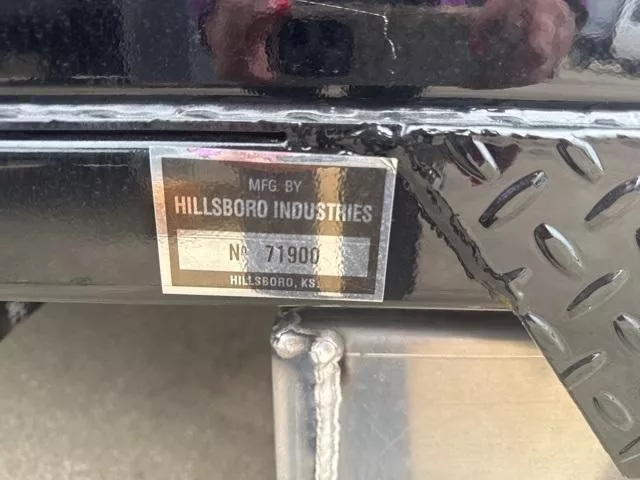 MFG. BY
HILLSBORO INDUSTRIES
Nº 71900
HILLSBORO, KS.